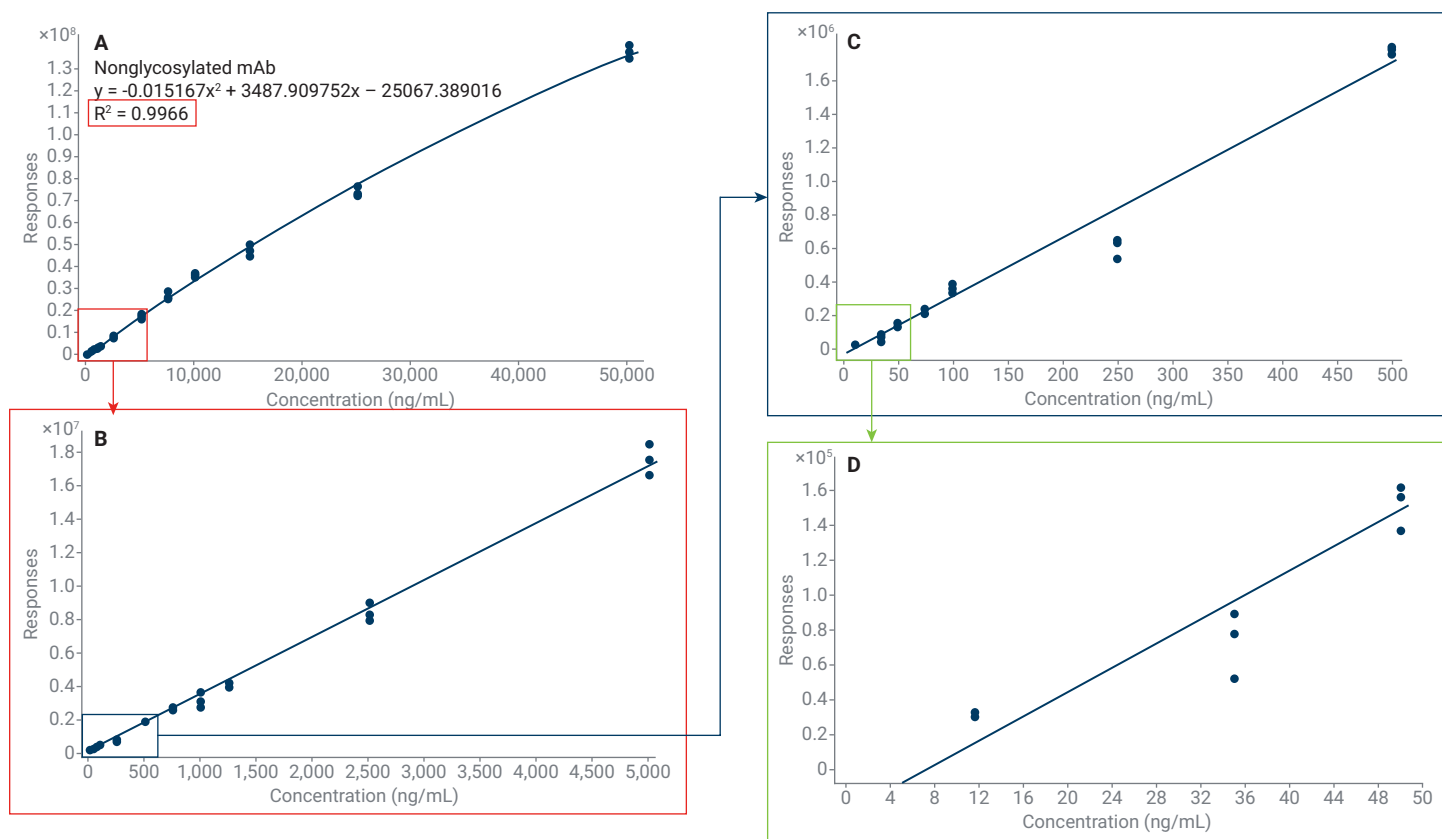 ×10⁸
A
Nonglycosylated mAb
y = -0.015167x² + 3487.909752x – 25067.389016
R² = 0.9966
1.3
1.1
1.0
0.9
0.8
0.7
0.6
0.5
0.4
0.3
0.2
0.1
0
Responses
0 10,000 20,000 30,000 40,000 50,000
Concentration (ng/mL)
×10⁷
B
1.8
1.6
1.4
1.2
1.0
0.8
0.6
0.4
0.2
0
Responses
0 500 1,000 1,500 2,000 2,500 3,000 3,500 4,000 4,500 5,000
Concentration (ng/mL)
×10⁶
C
1.6
1.4
1.2
1.0
0.8
0.6
0.4
0.2
0
Responses
0 50 100 150 200 250 300 350 400 450 500
Concentration (ng/mL)
×10⁵
D
1.6
1.4
1.2
1.0
0.8
0.6
0.4
0.2
0
Responses
0 4 8 12 16 20 24 28 32 36 40 44 48 50
Concentration (ng/mL)